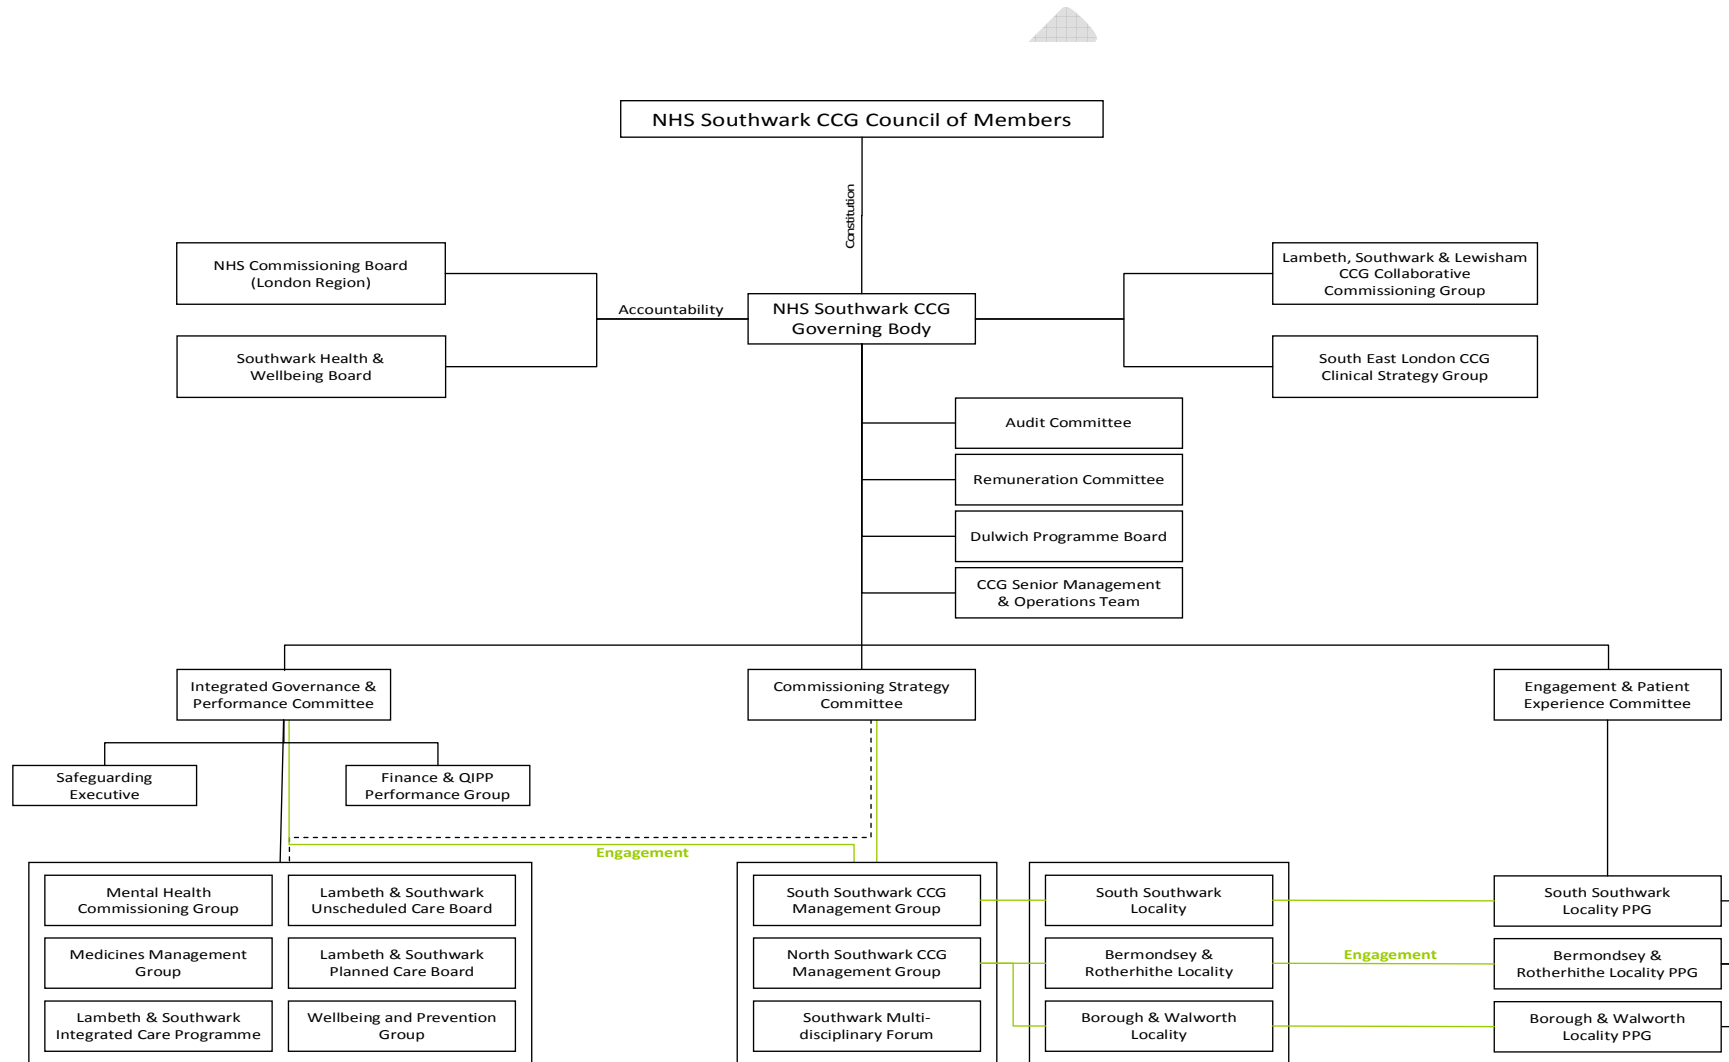 NHS Southwark CCG Council of Members
Constitution
NHS Commissioning Board
(London Region)
Lambeth, Southwark & Lewisham
CCG Collaborative
Commissioning Group
Accountability
NHS Southwark CCG
Governing Body
Southwark Health &
Wellbeing Board
South East London CCG
Clinical Strategy Group
Audit Committee
Remuneration Committee
Dulwich Programme Board
CCG Senior Management
& Operations Team
Integrated Governance &
Performance Committee
Commissioning Strategy
Committee
Engagement & Patient
Experience Committee
Safeguarding
Executive
Finance & QIPP
Performance Group
Engagement
Mental Health
Commissioning Group
Lambeth & Southwark
Unscheduled Care Board
South Southwark CCG
Management Group
South Southwark
Locality
South Southwark
Locality PPG
Medicines Management
Group
Lambeth & Southwark
Planned Care Board
North Southwark CCG
Management Group
Bermondsey &
Rotherhithe Locality
Engagement
Bermondsey &
Rotherhithe Locality PPG
Lambeth & Southwark
Integrated Care Programme
Wellbeing and Prevention
Group
Southwark Multi-
disciplinary Forum
Borough & Walworth
Locality
Borough & Walworth
Locality PPG